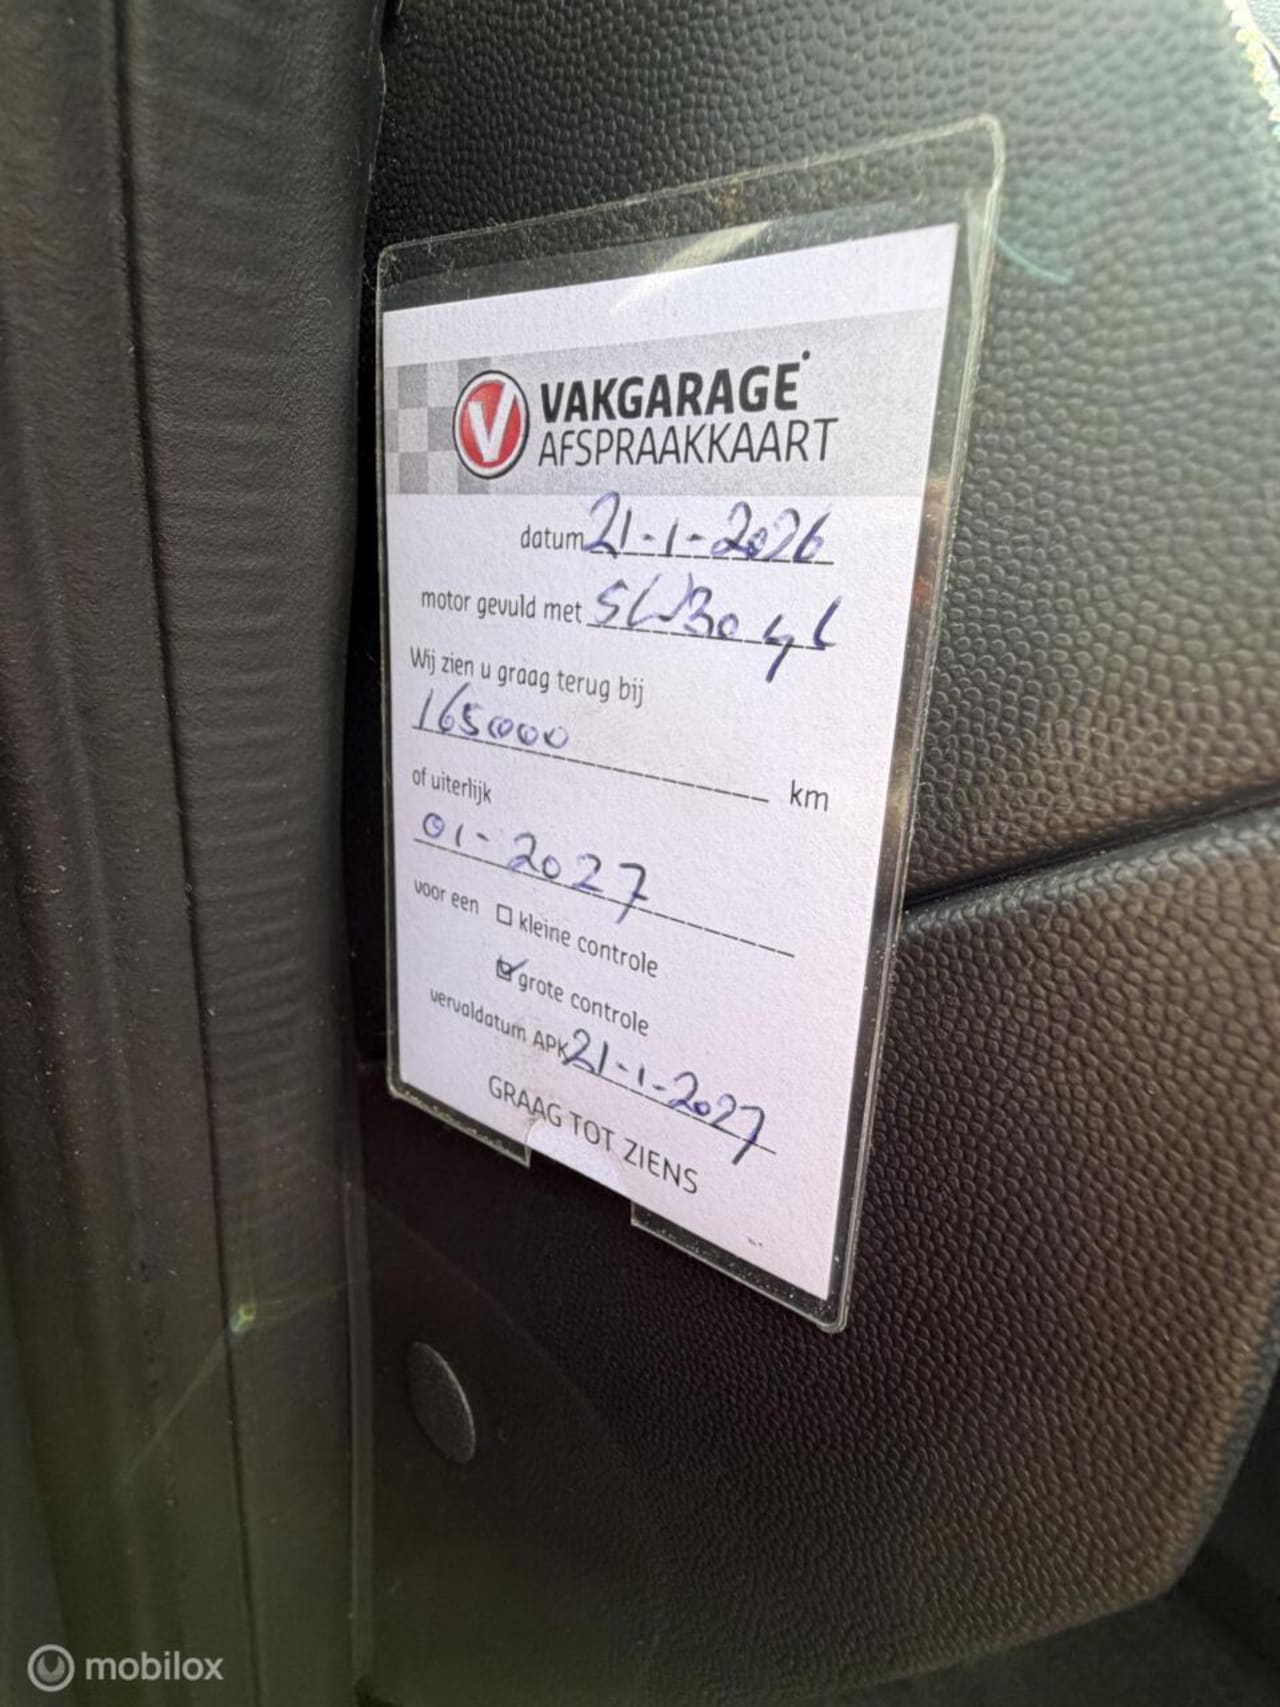 V VAKGARAGE
AFSPRAAKKAART
datum 21-1-2026
motor gevuld met 5W30 4L
Wij zien u graag terug bij
165000 km
of uiterlijk
01-2027
voor een □ kleine controle
☑ grote controle
vervaldatum APK 21-1-2027
GRAAG TOT ZIENS
mobilox